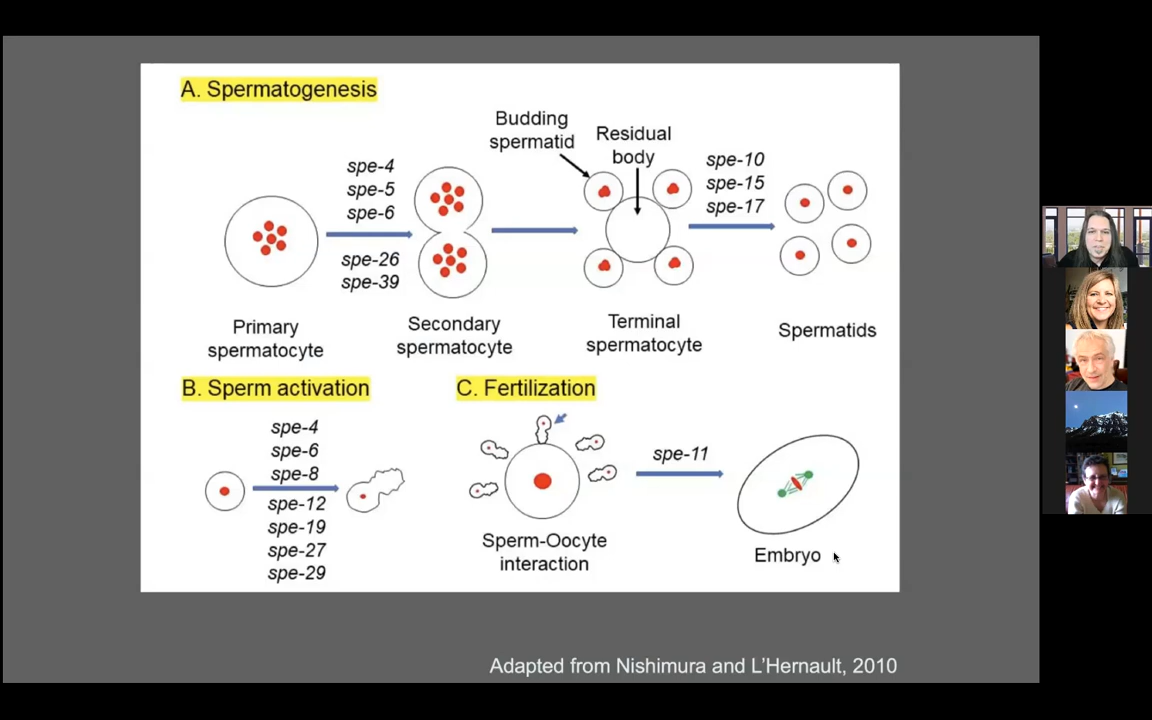 A. Spermatogenesis
Budding
spermatid
Residual
body
spe-4
spe-5
spe-6
spe-26
spe-39
spe-10
spe-15
spe-17
Primary
spermatocyte
Secondary
spermatocyte
Terminal
spermatocyte
Spermatids
B. Sperm activation
spe-4
spe-6
spe-8
spe-12
spe-19
spe-27
spe-29
C. Fertilization
spe-11
Sperm-Oocyte
interaction
Embryo
Adapted from Nishimura and L'Hernault, 2010